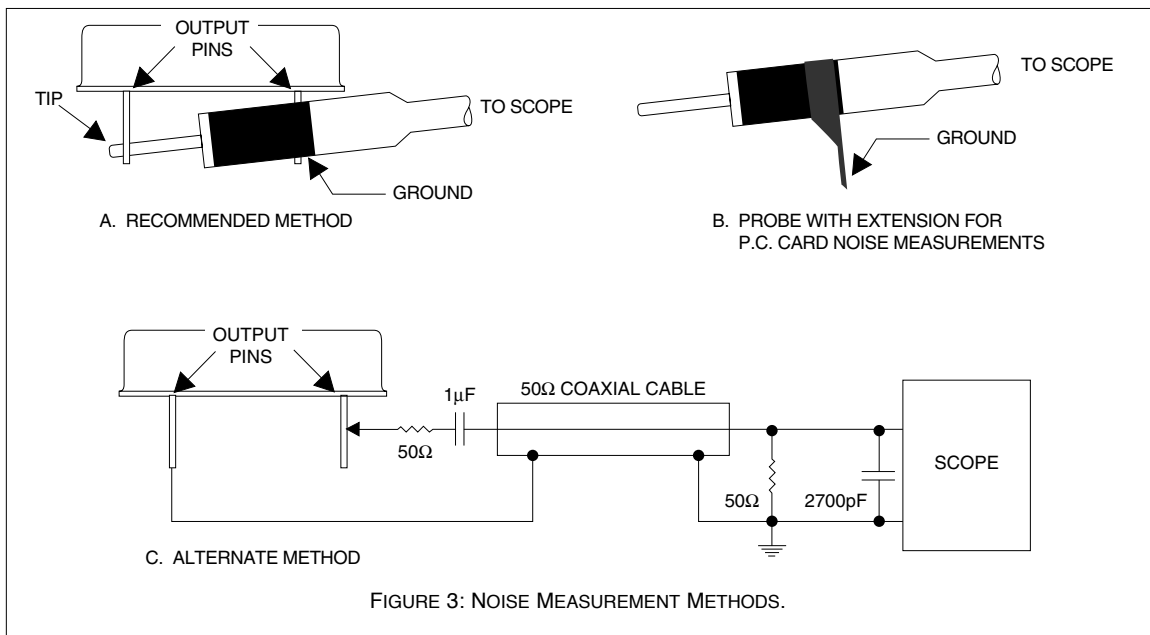 OUTPUT
PINS
TIP
TO SCOPE
GROUND
A. RECOMMENDED METHOD
TO SCOPE
GROUND
B. PROBE WITH EXTENSION FOR
P.C. CARD NOISE MEASUREMENTS
OUTPUT
PINS
1µF
50Ω COAXIAL CABLE
50Ω
SCOPE
50Ω
2700pF
C. ALTERNATE METHOD
FIGURE 3: NOISE MEASUREMENT METHODS.